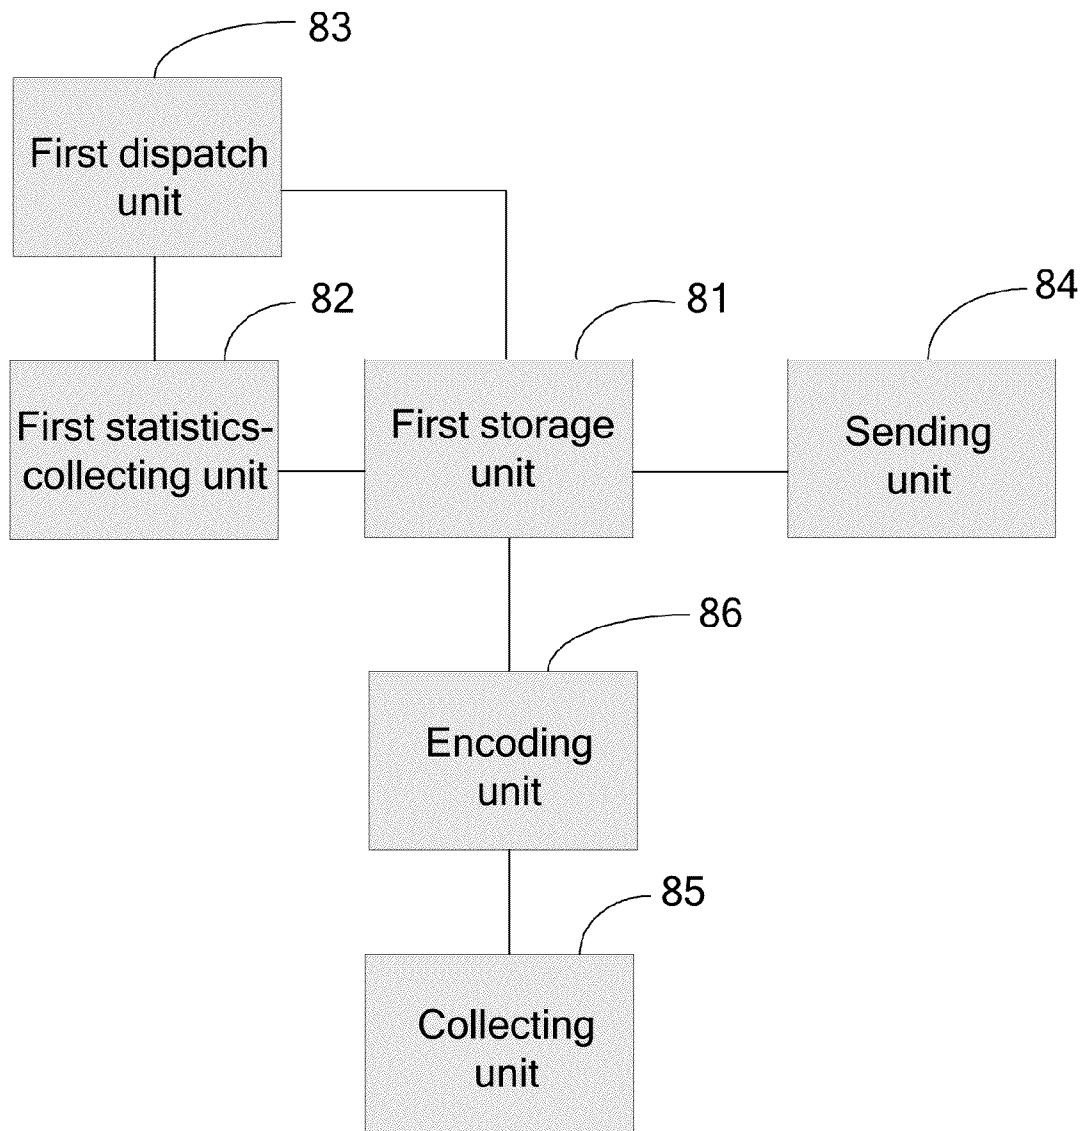 83
First dispatch
unit
82
First statistics-
collecting unit
81
First storage
unit
84
Sending
unit
86
Encoding
unit
85
Collecting
unit